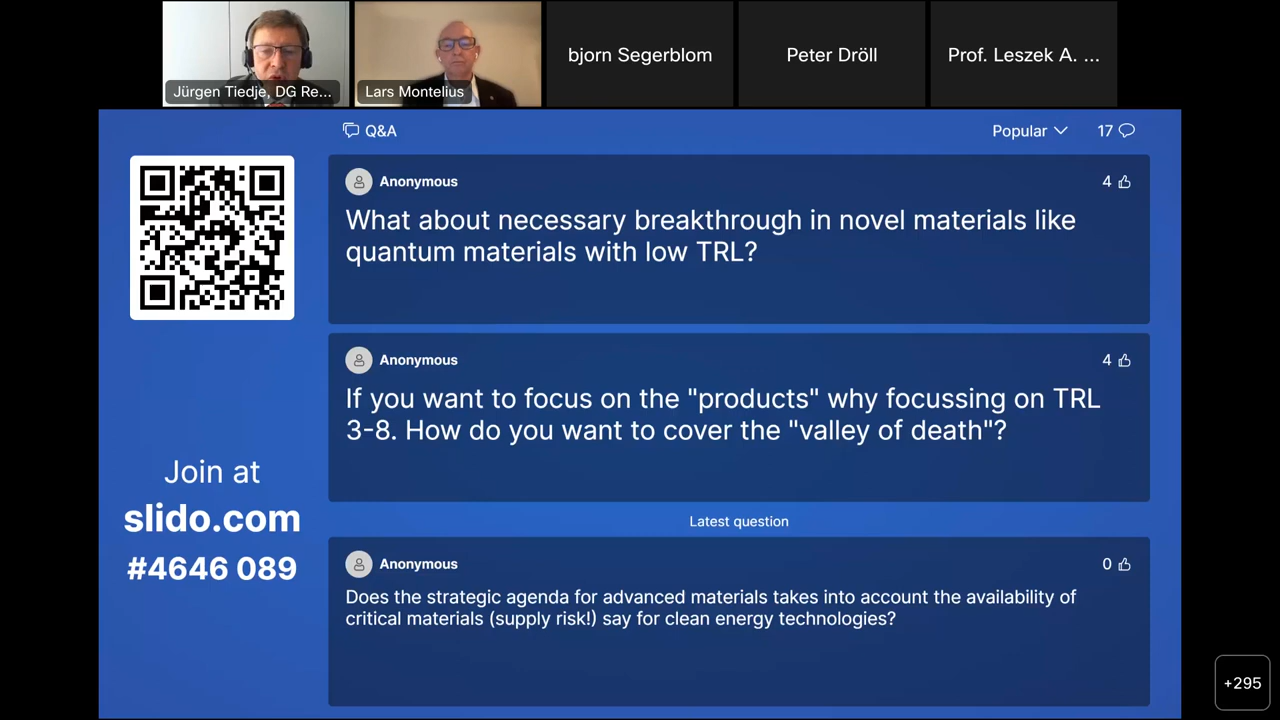 Jürgen Tiedje, DG Re...
Lars Montelius
bjorn Segerblom
Peter Dröll
Prof. Leszek A. ...
Q&A
Popular
17
Anonymous
4
What about necessary breakthrough in novel materials like
quantum materials with low TRL?
Anonymous
4
If you want to focus on the "products" why focussing on TRL
3-8. How do you want to cover the "valley of death"?
Join at
slido.com
#4646 089
Latest question
Anonymous
0
Does the strategic agenda for advanced materials takes into account the availability of
critical materials (supply risk!) say for clean energy technologies?
+295